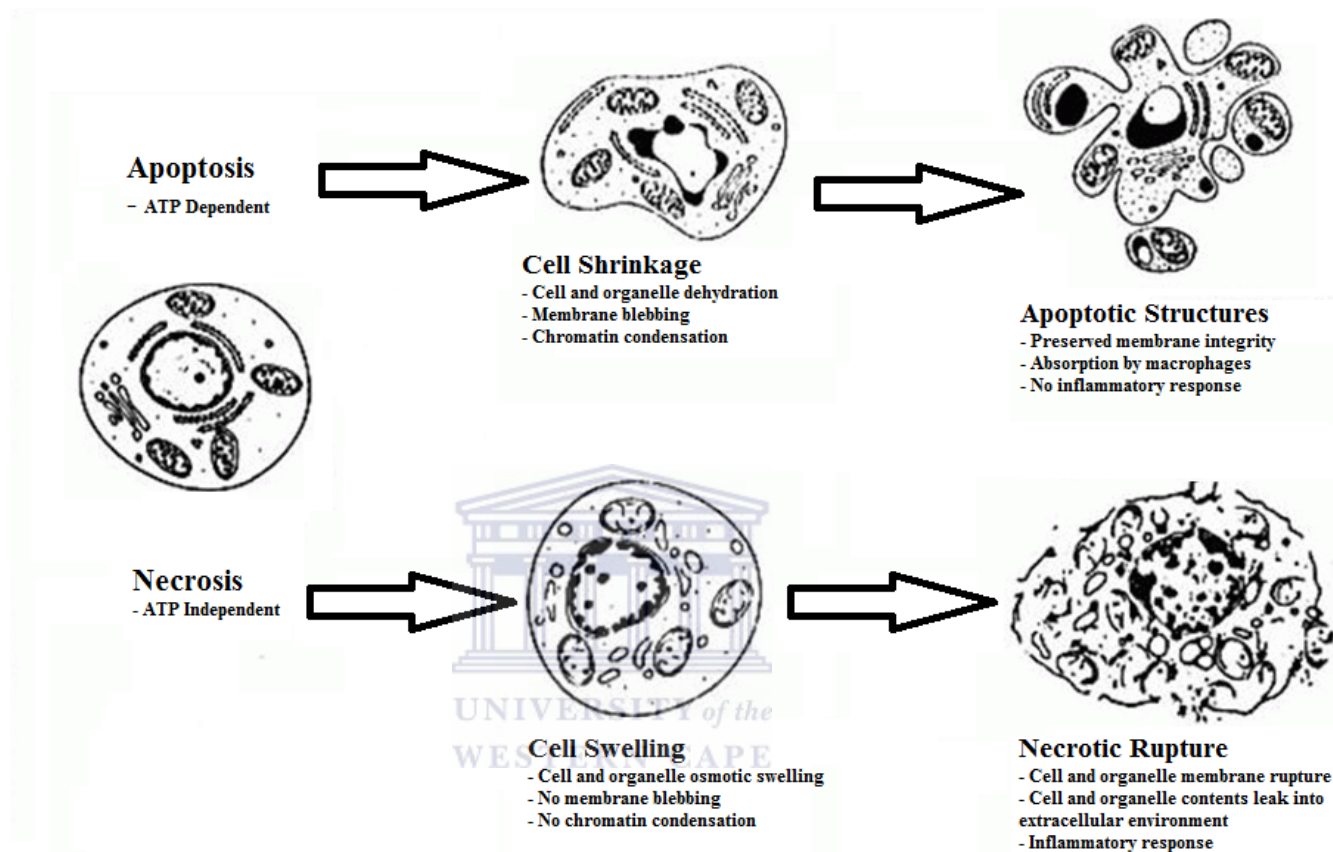 Apoptosis
- ATP Dependent
Cell Shrinkage
- Cell and organelle dehydration
- Membrane blebbing
- Chromatin condensation
Apoptotic Structures
- Preserved membrane integrity
- Absorption by macrophages
- No inflammatory response
Necrosis
- ATP Independent
UNIVERSITY of the
WESTERN CAPE
Cell Swelling
- Cell and organelle osmotic swelling
- No membrane blebbing
- No chromatin condensation
Necrotic Rupture
- Cell and organelle membrane rupture
- Cell and organelle contents leak into
extracellular environment
- Inflammatory response